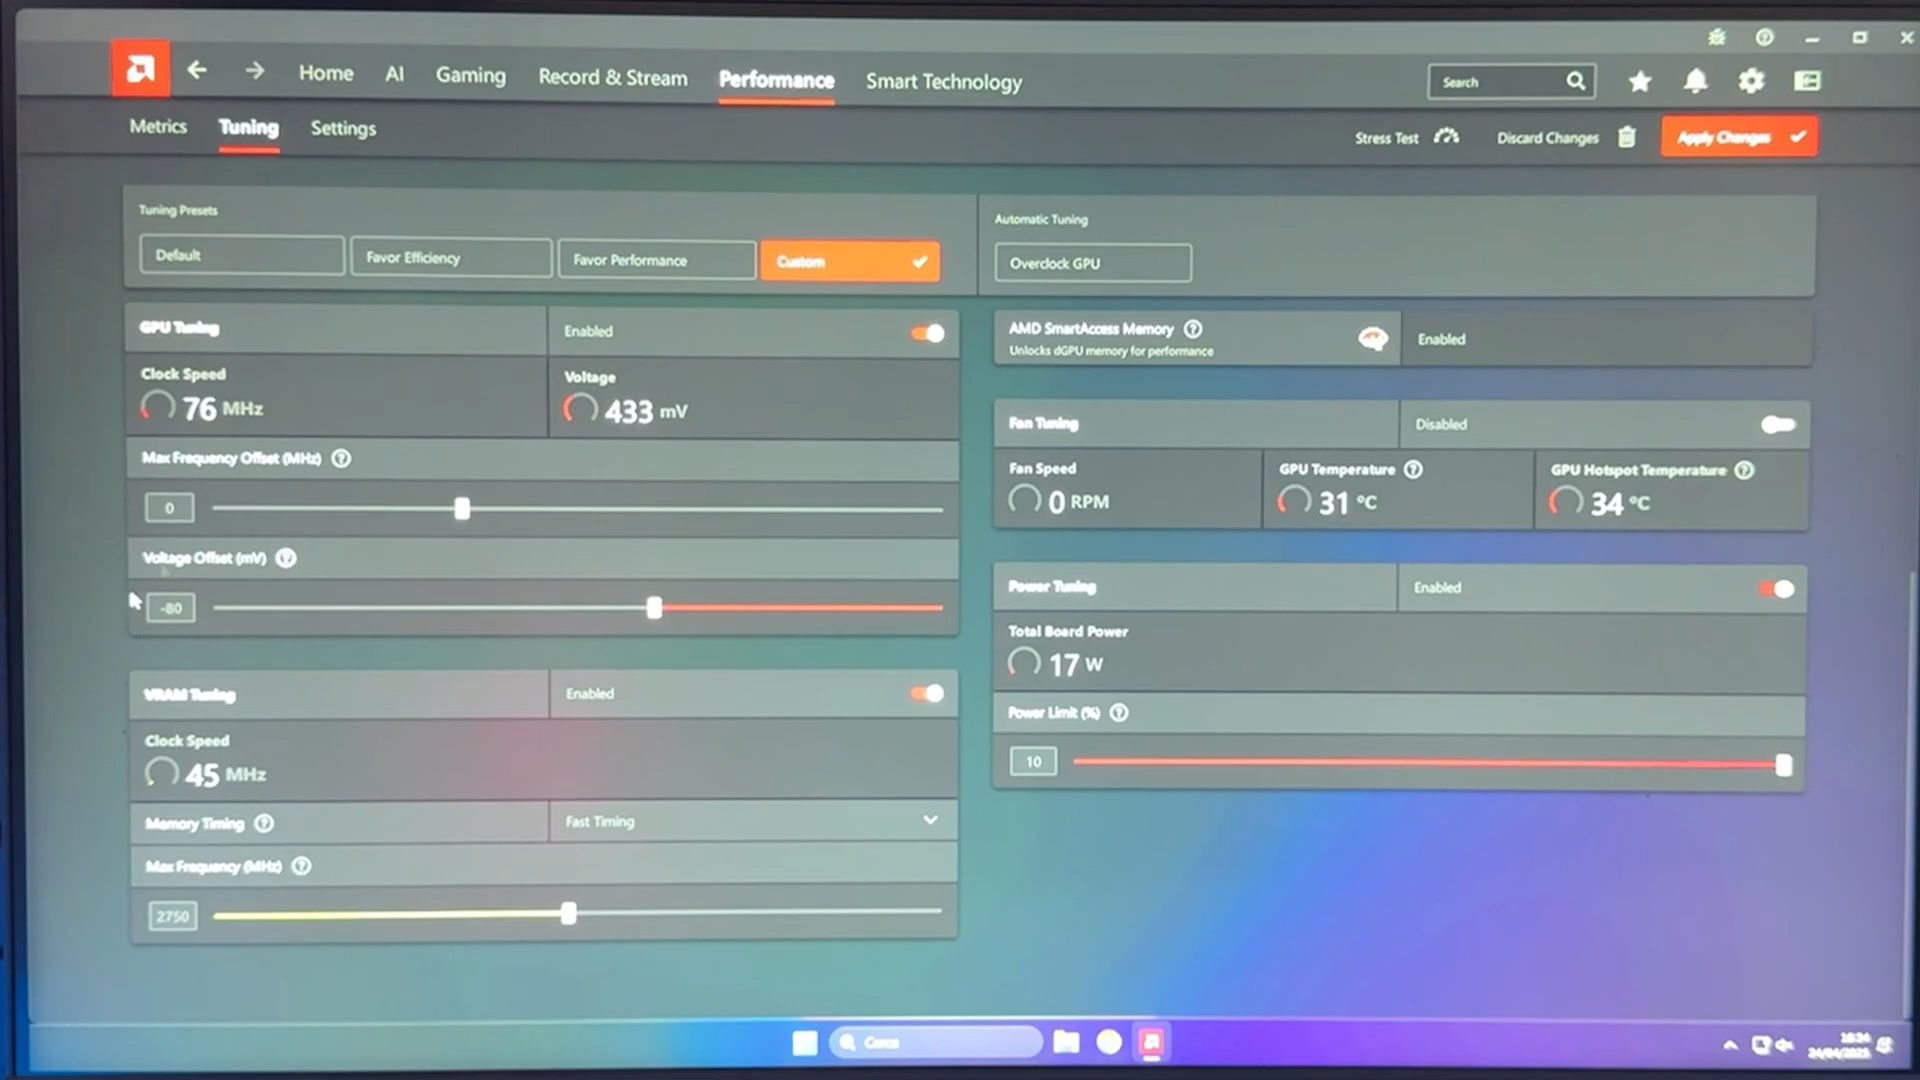 Home AI Gaming Record & Stream Performance Smart Technology Search
Metrics Tuning Settings Stress Test Discard Changes Apply Changes
Tuning Presets
Default Favor Efficiency Favor Performance Custom
Automatic Tuning
Overclock GPU
GPU Tuning Enabled
Clock Speed
76 MHz
Voltage
433 mV
Max Frequency Offset (MHz)
0
Voltage Offset (mV)
-80
VRAM Tuning Enabled
Clock Speed
45 MHz
Memory Timing Fast Timing
Max Frequency (MHz)
2750
AMD SmartAccess Memory
Unlocks dGPU memory for performance
Enabled
Fan Tuning Disabled
Fan Speed
0 RPM
GPU Temperature
31 °C
GPU Hotspot Temperature
34 °C
Power Tuning Enabled
Total Board Power
17 W
Power Limit (%)
10
Cerca
24/04/2025